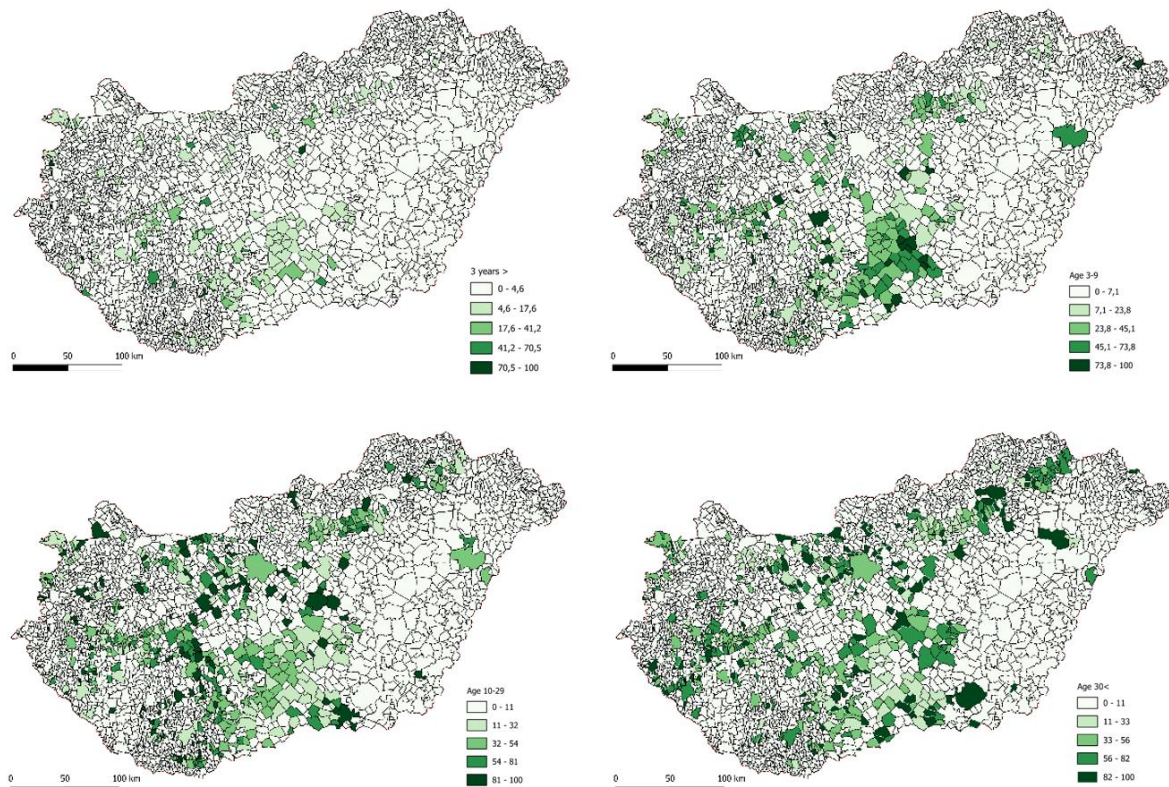 3 years >
0 - 4,6
4,6 - 17,6
17,6 - 41,2
41,2 - 70,5
70,5 - 100
0 50 100 km
Age 3-9
0 - 7,1
7,1 - 23,8
23,8 - 45,1
45,1 - 73,8
73,8 - 100
0 50 100 km
Age 10-29
0 - 11
11 - 32
32 - 54
54 - 81
81 - 100
0 50 100 km
Age 30<
0 - 11
11 - 33
33 - 56
56 - 82
82 - 100
0 50 100 km